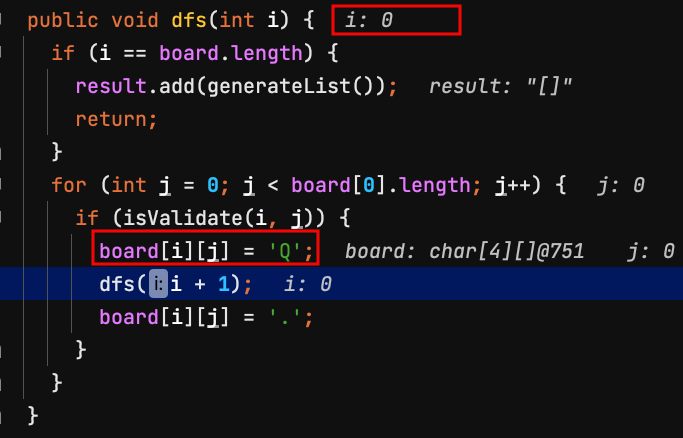 public void dfs(int i) { i: 0
if (i == board.length) {
result.add(generateList()); result: "[]"
return;
}
for (int j = 0; j < board[0].length; j++) { j: 0
if (isValidate(i, j)) {
board[i][j] = 'Q'; board: char[4][]@751 j: 0
dfs( i: i + 1); i: 0
board[i][j] = '.';
}
}
}